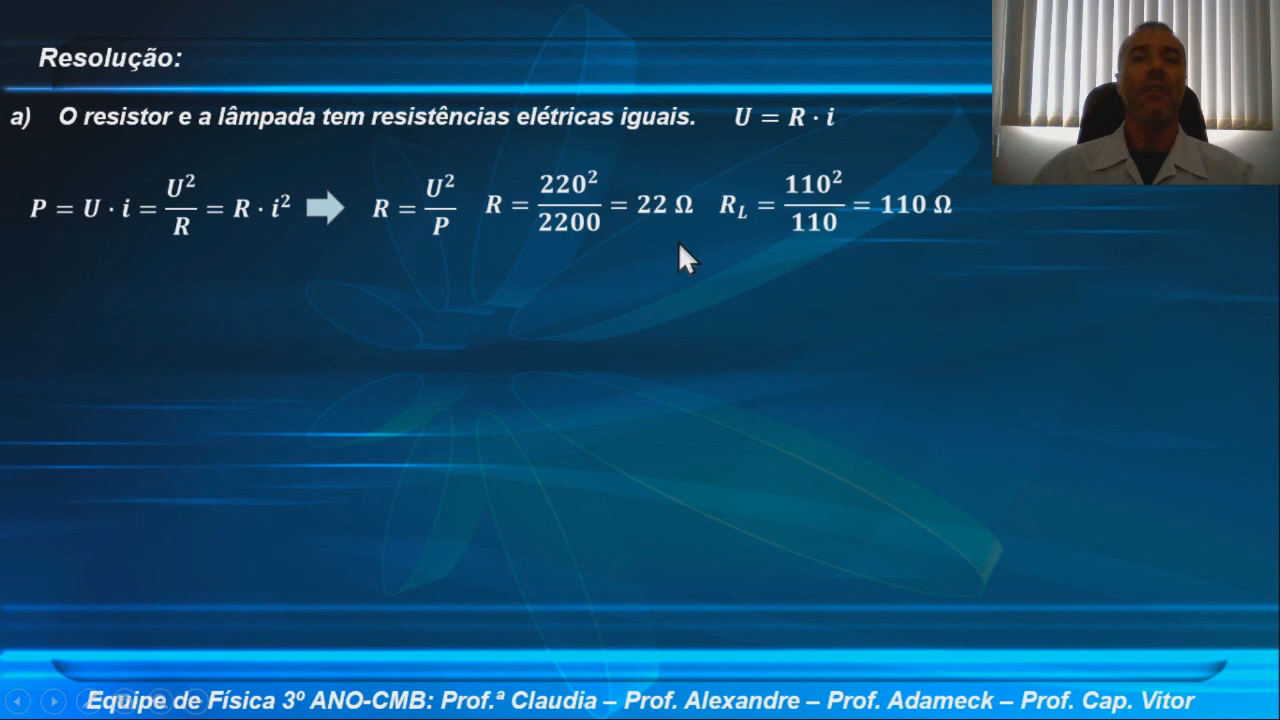 Resolução:
a) O resistor e a lâmpada tem resistências elétricas iguais. U = R · i
P = U · i = U²/R = R · i² R = U²/P R = 220²/2200 = 22 Ω R_L = 110²/110 = 110 Ω
Equipe de Física 3º ANO-CMB: Prof.ª Claudia – Prof. Alexandre – Prof. Adameck – Prof. Cap. Vitor